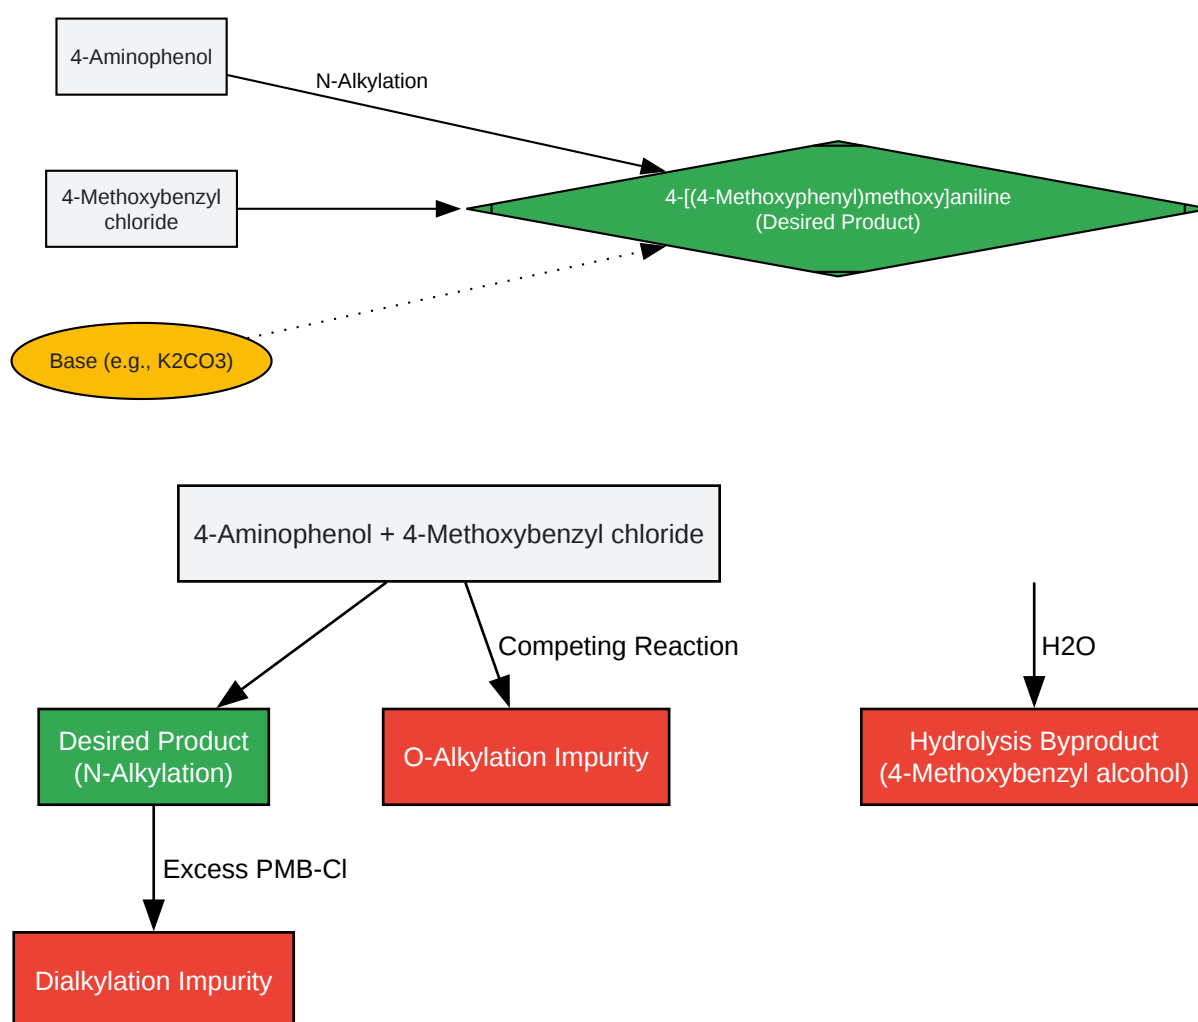 4-Aminophenol
N-Alkylation
4-Methoxybenzyl
chloride
4-[(4-Methoxyphenyl)methoxy]aniline
(Desired Product)
Base (e.g., K2CO3)
4-Aminophenol + 4-Methoxybenzyl chloride
Competing Reaction
H2O
Desired Product
(N-Alkylation)
O-Alkylation Impurity
Hydrolysis Byproduct
(4-Methoxybenzyl alcohol)
Excess PMB-Cl
Dialkylation Impurity